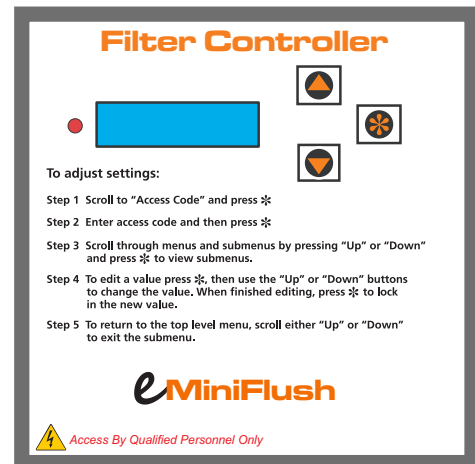 Filter Controller
To adjust settings:
Step 1 Scroll to "Access Code" and press ✻
Step 2 Enter access code and then press ✻
Step 3 Scroll through menus and submenus by pressing "Up" or "Down"
and press ✻ to view submenus.
Step 4 To edit a value press ✻, then use the "Up" or "Down" buttons
to change the value. When finished editing, press ✻ to lock
in the new value.
Step 5 To return to the top level menu, scroll either "Up" or "Down"
to exit the submenu.
eMiniFlush
Access By Qualified Personnel Only